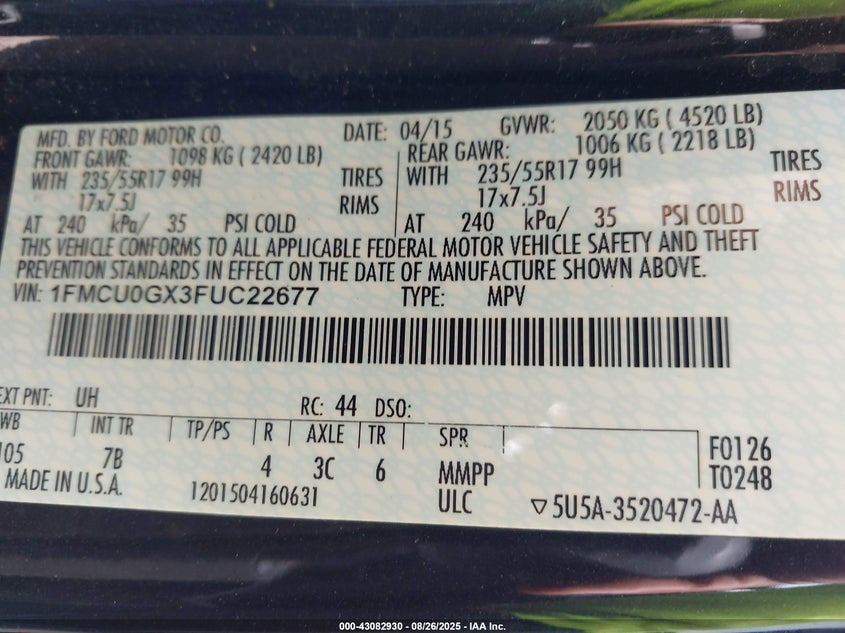 MFD. BY FORD MOTOR CO. DATE: 04/15 GVWR: 2050 KG ( 4520 LB)
FRONT GAWR: 1098 KG ( 2420 LB) REAR GAWR: 1006 KG ( 2218 LB)
WITH 235/55R17 99H TIRES WITH 235/55R17 99H TIRES
17x7.5J RIMS 17x7.5J RIMS
AT 240 kPa/ 35 PSI COLD AT 240 kPa/ 35 PSI COLD
THIS VEHICLE CONFORMS TO ALL APPLICABLE FEDERAL MOTOR VEHICLE SAFETY AND THEFT
PREVENTION STANDARDS IN EFFECT ON THE DATE OF MANUFACTURE SHOWN ABOVE.
VIN: 1FMCU0GX3FUC22677 TYPE: MPV
EXT PNT: UH RC: 44 DSO:
WB INT TR TP/PS R AXLE TR SPR
105 7B 4 3C 6 MMPP F0126
MADE IN U.S.A. 1201504160631 ULC T0248
▽5U5A-3520472-AA
000-43082930 - 08/26/2025 - IAA Inc.